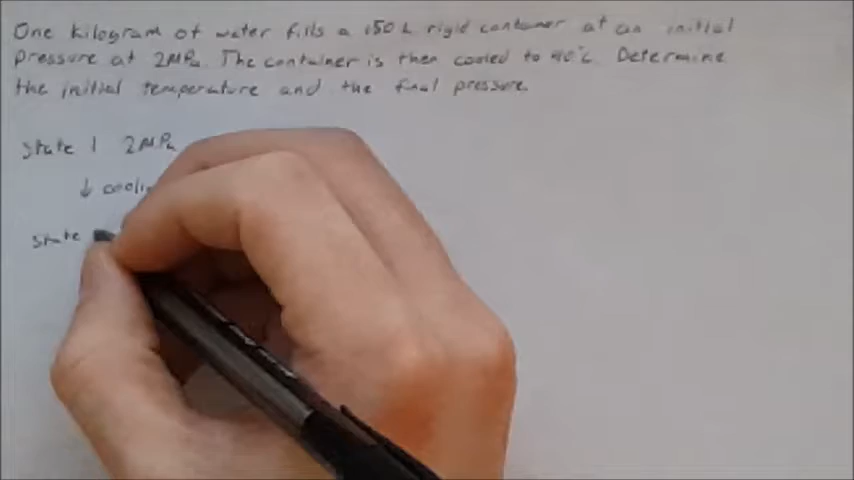 One kilogram of water fills a 150 L rigid container at an initial
pressure at 2MPa. The container is then cooled to 40°C. Determine
the initial temperature and the final pressure.
State 1 2MPa
↓ cooli
State